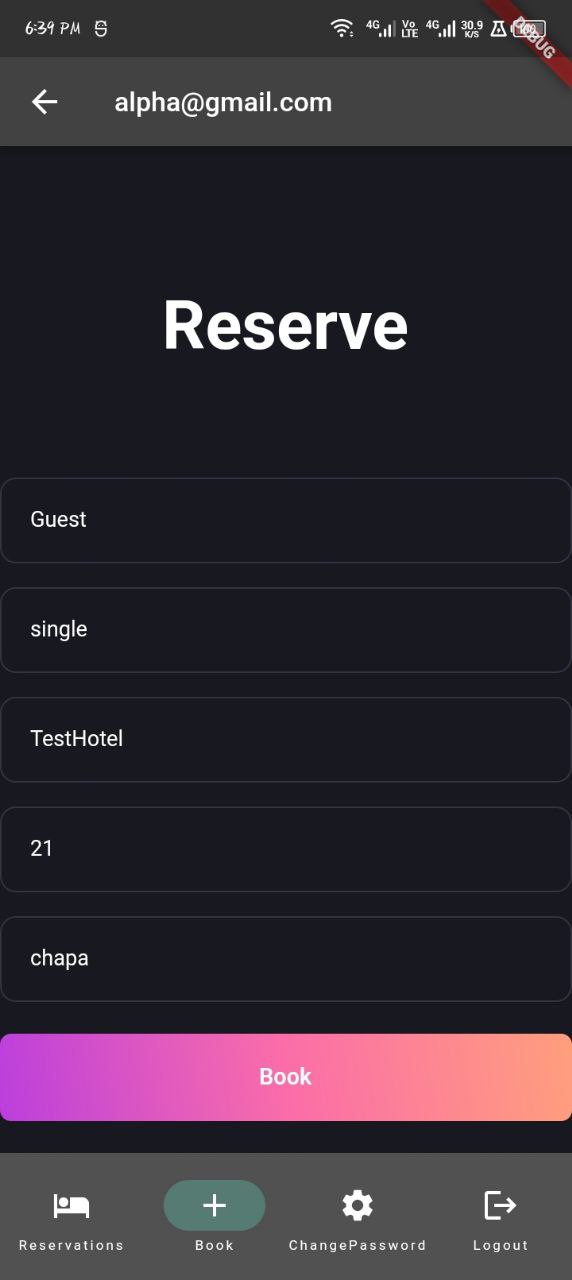 6:39 PM 4G Vo LTE 4G 30.9 K/S
DEBUG
alpha@gmail.com
Reserve
Guest
single
TestHotel
21
chapa
Book
Reservations Book ChangePassword Logout